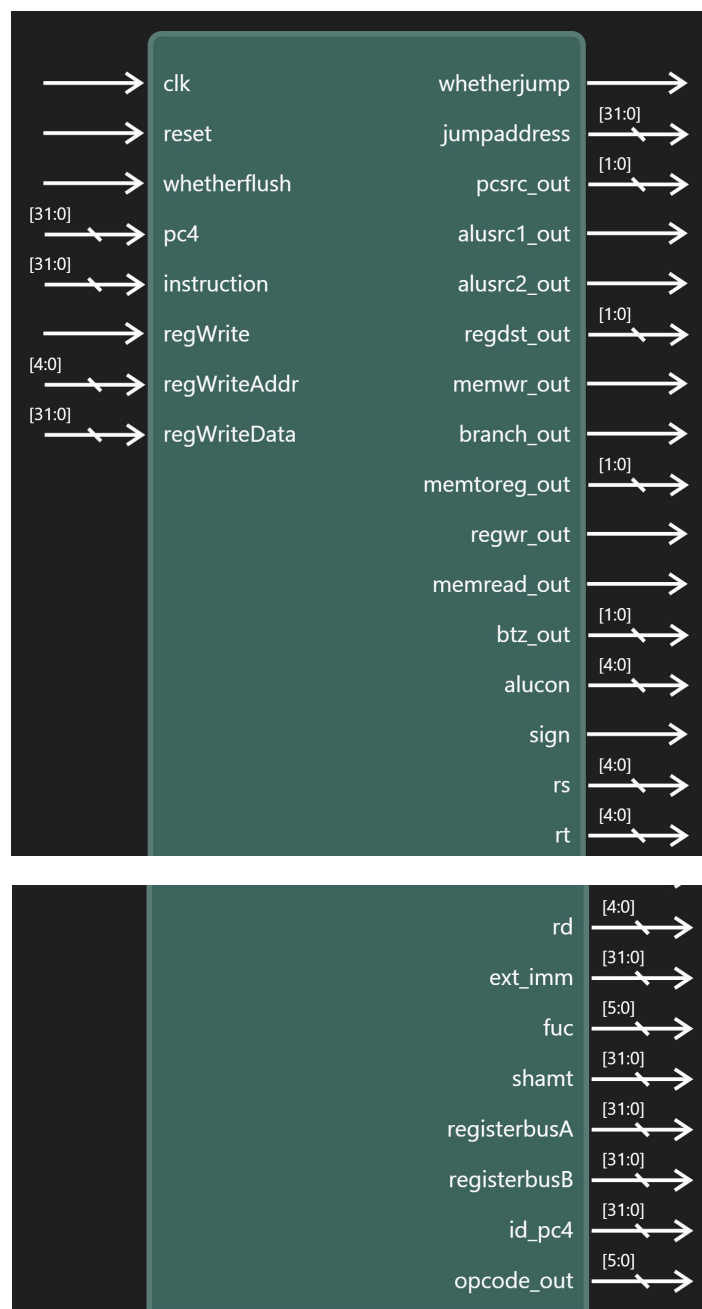 clk whetherjump
[31:0]
reset jumpaddress
[1:0]
whetherflush pcsrc_out
[31:0]
pc4 alusrc1_out
[31:0]
instruction alusrc2_out
[1:0]
regWrite regdst_out
[4:0]
regWriteAddr memwr_out
[31:0]
regWriteData branch_out
[1:0]
memtoreg_out
regwr_out
memread_out
[1:0]
btz_out
[4:0]
alucon
sign
[4:0]
rs
[4:0]
rt
[4:0]
rd
[31:0]
ext_imm
[5:0]
fuc
[31:0]
shamt
[31:0]
registerbusA
[31:0]
registerbusB
[31:0]
id_pc4
[5:0]
opcode_out